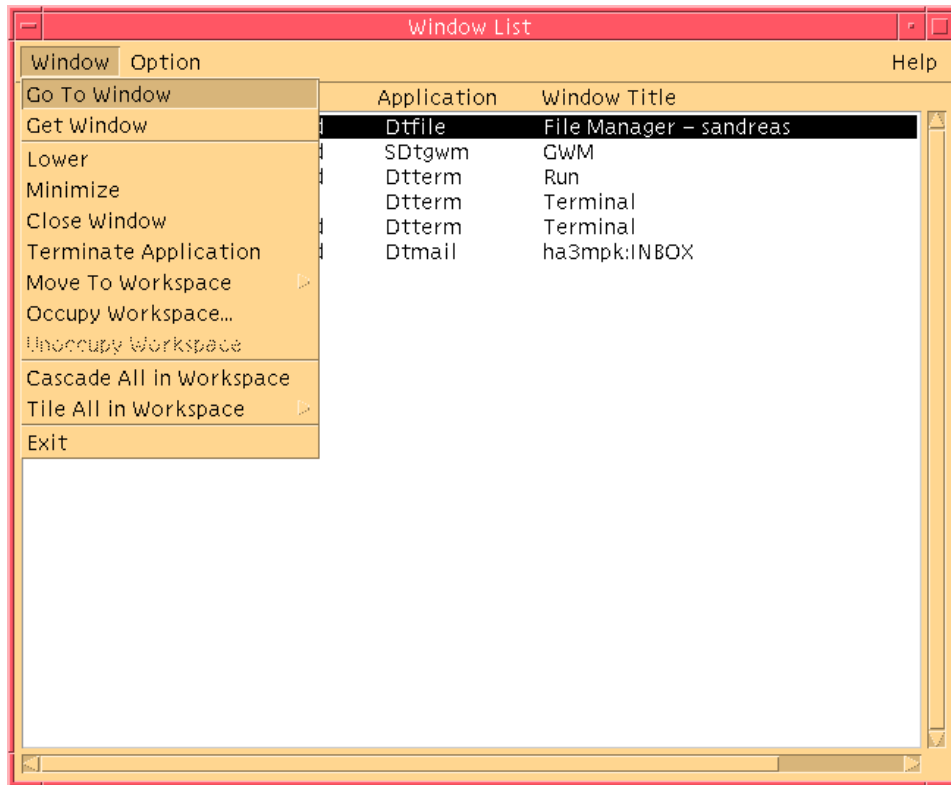 Window List
Window Option Help
Go To Window
Get Window
Lower
Minimize
Close Window
Terminate Application
Move To Workspace
Occupy Workspace...
Unoccupy Workspace
Cascade All in Workspace
Tile All in Workspace
Exit
Application Window Title
Dtfile File Manager – sandreas
SDtgwm GWM
Dtterm Run
Dtterm Terminal
Dtterm Terminal
Dtmail ha3mpk:INBOX